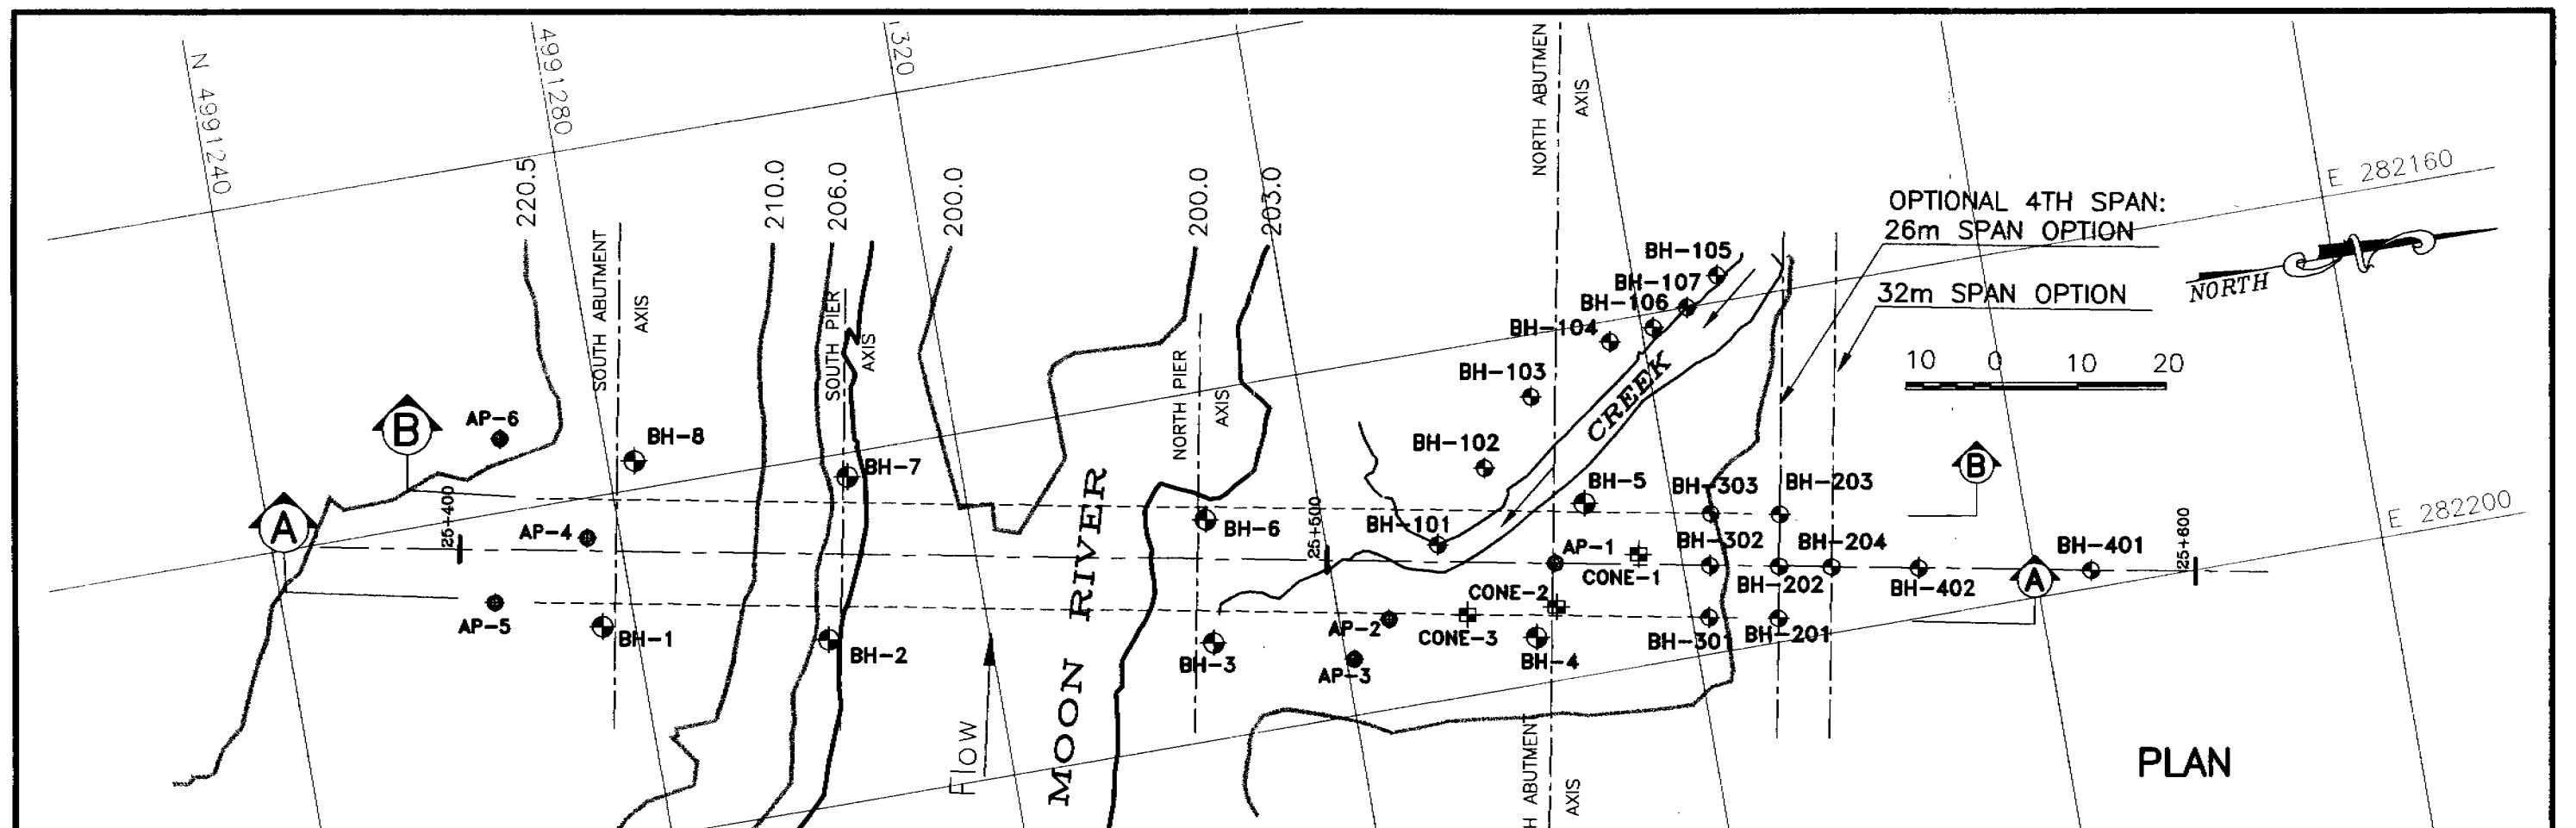 N 4991240
4991280
320
E 282160
E 282200
220.5
210.0
206.0
200.0
200.0
203.0
SOUTH ABUTMENT
AXIS
SOUTH PIER
AXIS
NORTH PIER
AXIS
NORTH ABUTMEN
AXIS
H ABUTMENT
AXIS
OPTIONAL 4TH SPAN:
26m SPAN OPTION
32m SPAN OPTION
NORTH
10 0 10 20
BH-105
BH-107
BH-106
BH-104
BH-103
BH-102
BH-101
CREEK
B
AP-6
BH-8
BH-7
BH-6
BH-5
BH-303
BH-203
B
A
25+400
AP-4
25+500
AP-1
CONE-1
BH-302
BH-202
BH-204
BH-402
A
BH-401
25+600
AP-5
BH-1
BH-2
BH-3
AP-2
AP-3
CONE-3
CONE-2
BH-4
BH-301
BH-201
Flow
MOON RIVER
PLAN